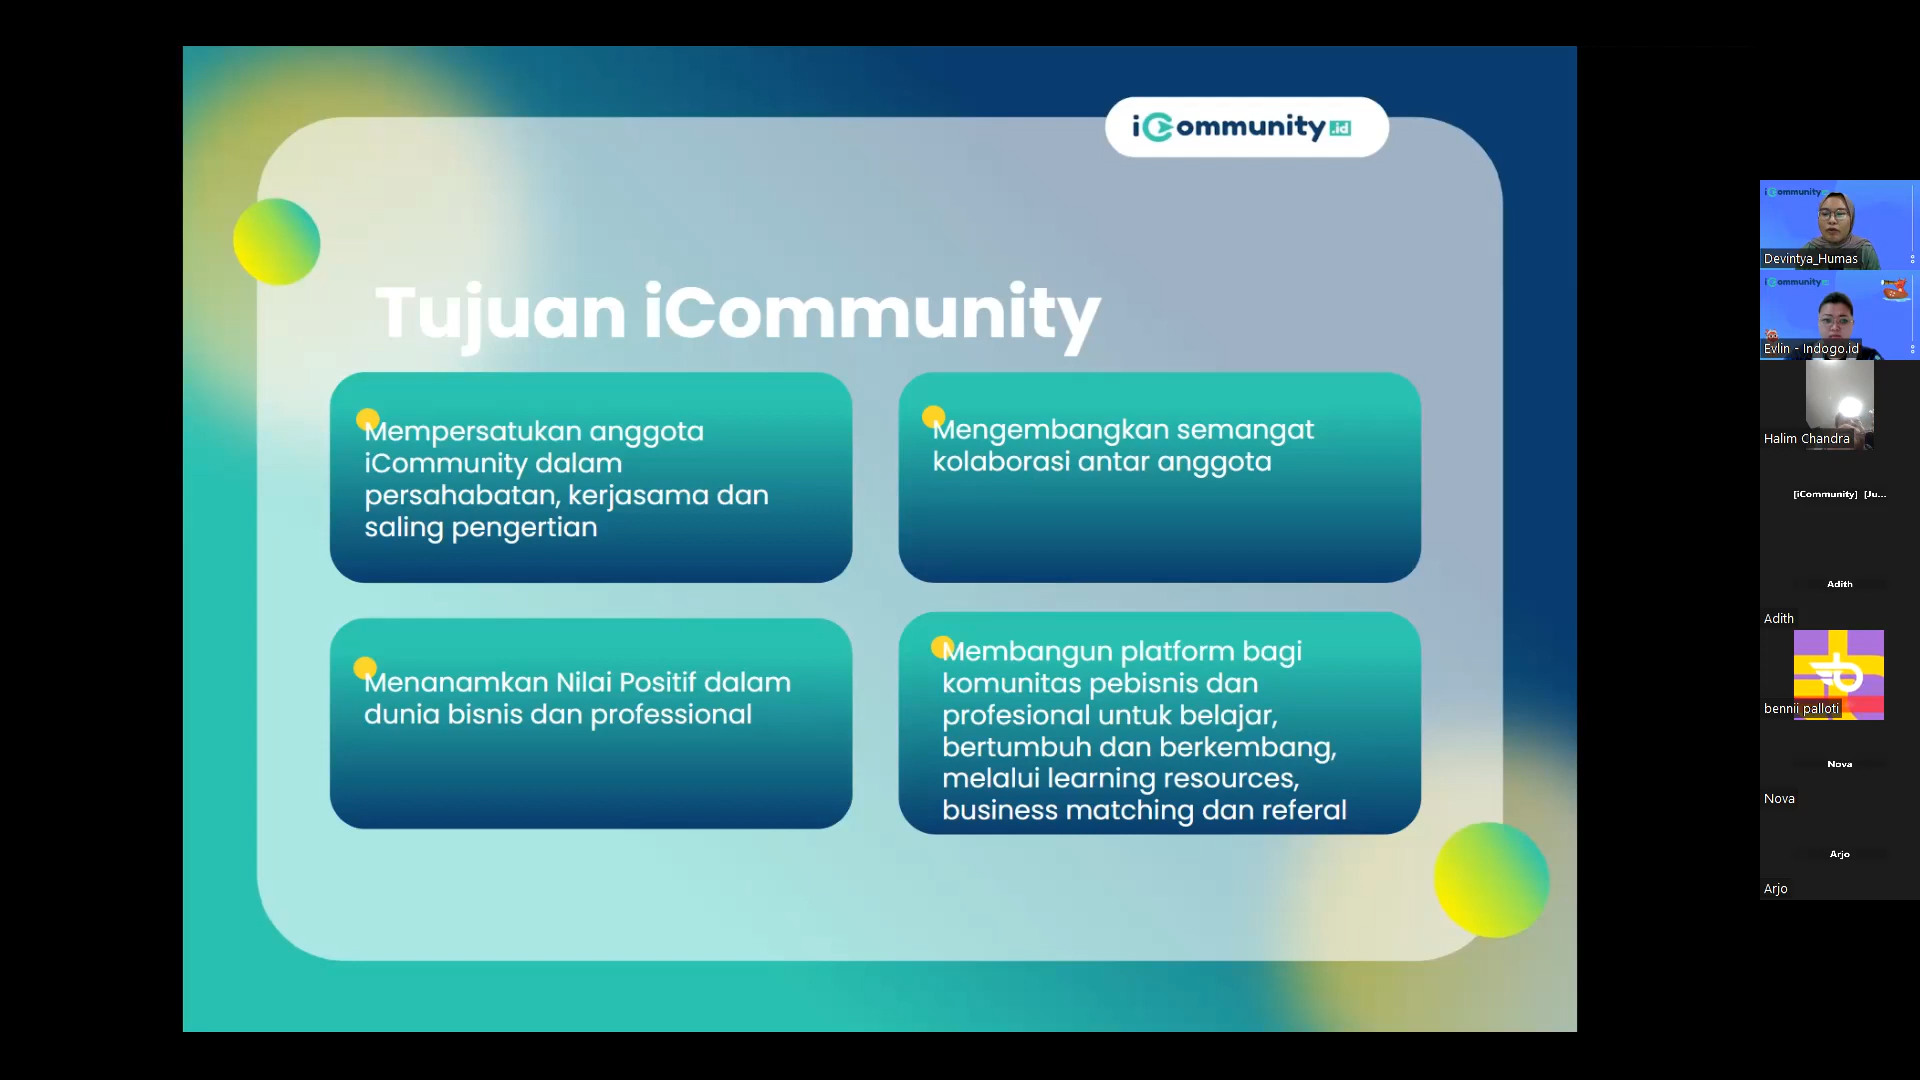 iCommunity.id
Tujuan iCommunity
Mempersatukan anggota
iCommunity dalam
persahabatan, kerjasama dan
saling pengertian
Mengembangkan semangat
kolaborasi antar anggota
Menanamkan Nilai Positif dalam
dunia bisnis dan professional
Membangun platform bagi
komunitas pebisnis dan
profesional untuk belajar,
bertumbuh dan berkembang,
melalui learning resources,
business matching dan referal
iCommunity
Devintya_Humas
iCommunity
Evlin - Indogo.id
Halim Chandra
[iCommunity] [Ju...
Adith
Adith
bennii palloti
Nova
Nova
Arjo
Arjo